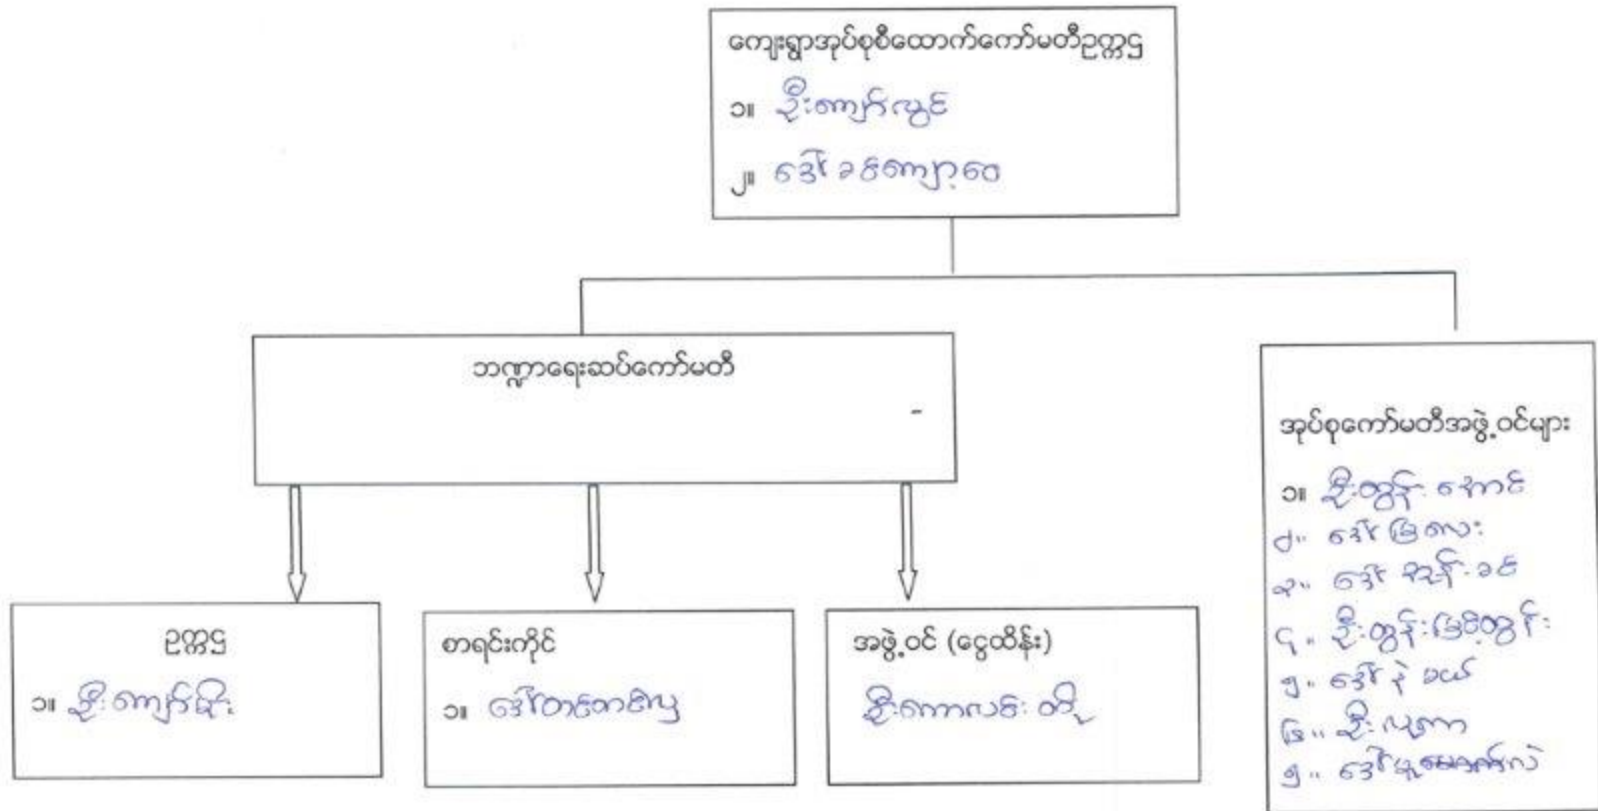 ကျေးရွာအုပ်စုစီထောက်ကော်မတီဥက္ကဌ
၁။ ဦးကျော်လွင်
၂။ ဒေါ်ခင်ကျော့ဝေ
ဘဏ္ဍာရေးဆပ်ကော်မတီ
-
ဥက္ကဌ
၁။ ဦးကျော်မိုး
စာရင်းကိုင်
၁။ ဒေါ်တင်တင်လှ
အဖွဲ့ဝင် (ငွေထိန်း)
ဦးကောလင်းတို့
အုပ်စုကော်မတီအဖွဲ့ဝင်များ
၁။ ဦးထွန်းအောင်
၂။ ဒေါ်မြလေး
၃။ ဒေါ်အုန်းခင်
၄။ ဦးထွန်းမြင့်ထွန်း
၅။ ဒေါ်နဲ့ခယ်
၆။ ဦးလှကာ
၇။ ဒေါ်